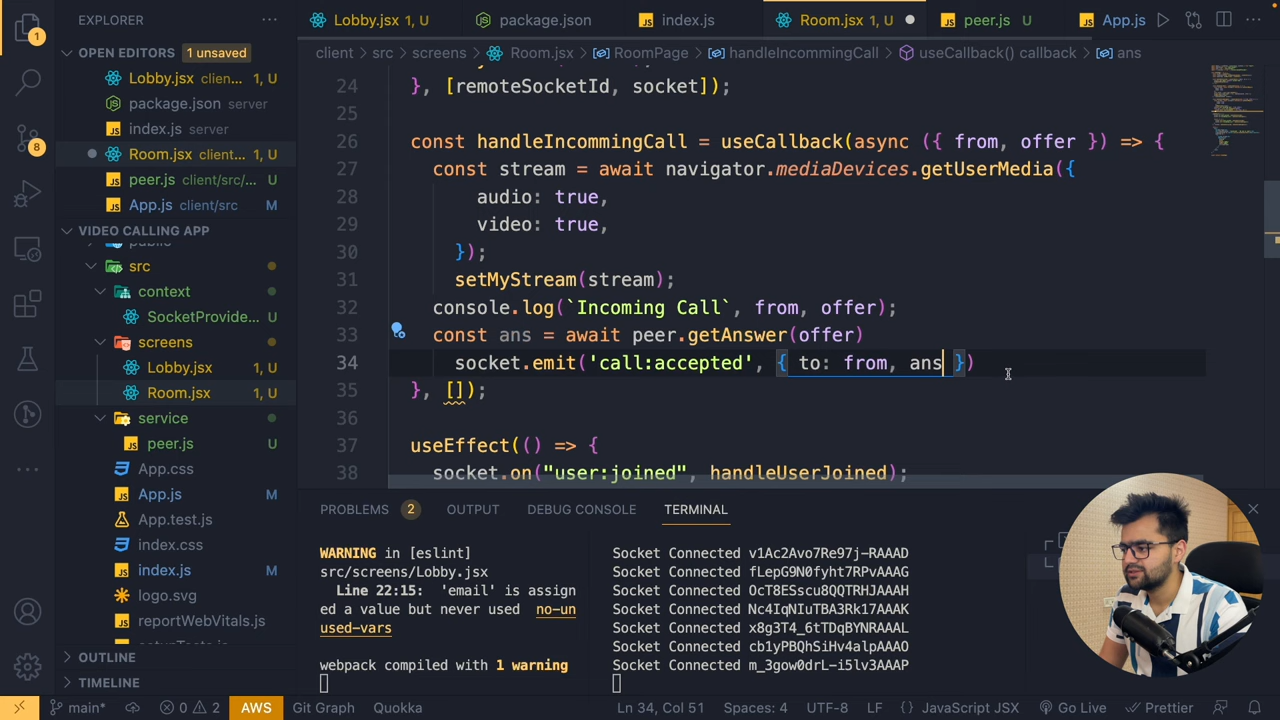 EXPLORER
OPEN EDITORS 1 unsaved
Lobby.jsx clien... 1, U
package.json server
index.js server
Room.jsx client... 1, U
peer.js client/src/... U
App.js client/src M
VIDEO CALLING APP
public
src
context
SocketProvide... U
screens
Lobby.jsx 1, U
Room.jsx 1, U
service
peer.js U
App.css
App.js M
App.test.js
index.css
index.js M
logo.svg
reportWebVitals.js
OUTLINE
TIMELINE
Lobby.jsx 1, U
package.json
index.js
Room.jsx 1, U
peer.js U
App.js
client > src > screens > Room.jsx > RoomPage > handleIncommingCall > useCallback() callback > ans
24 }, [remoteSocketId, socket]);
25
26 const handleIncommingCall = useCallback(async ({ from, offer }) => {
27 const stream = await navigator.mediaDevices.getUserMedia({
28 audio: true,
29 video: true,
30 });
31 setMyStream(stream);
32 console.log(`Incoming Call`, from, offer);
33 const ans = await peer.getAnswer(offer)
34 socket.emit('call:accepted', { to: from, ans })
35 }, []);
36
37 useEffect(() => {
38 socket.on("user:joined", handleUserJoined);
PROBLEMS 2 OUTPUT DEBUG CONSOLE TERMINAL
WARNING in [eslint]
src/screens/Lobby.jsx
Line 22:15: 'email' is assign
ed a value but never used no-un
used-vars
webpack compiled with 1 warning
Socket Connected v1Ac2Avo7Re97j-RAAAD
Socket Connected fLepG9N0fyht7RPvAAAG
Socket Connected OcT8ESscu8QQTRHJAAAH
Socket Connected Nc4IqNIuTBA3Rk17AAAK
Socket Connected x8g3T4_6tTDqBYNRAAAL
Socket Connected cb1yPBQhSiHv4alpAAAO
Socket Connected m_3gow0drL-i5lv3AAAP
main* 0 2 AWS Git Graph Quokka Ln 34, Col 51 Spaces: 4 UTF-8 LF JavaScript JSX Go Live Prettier
1
8